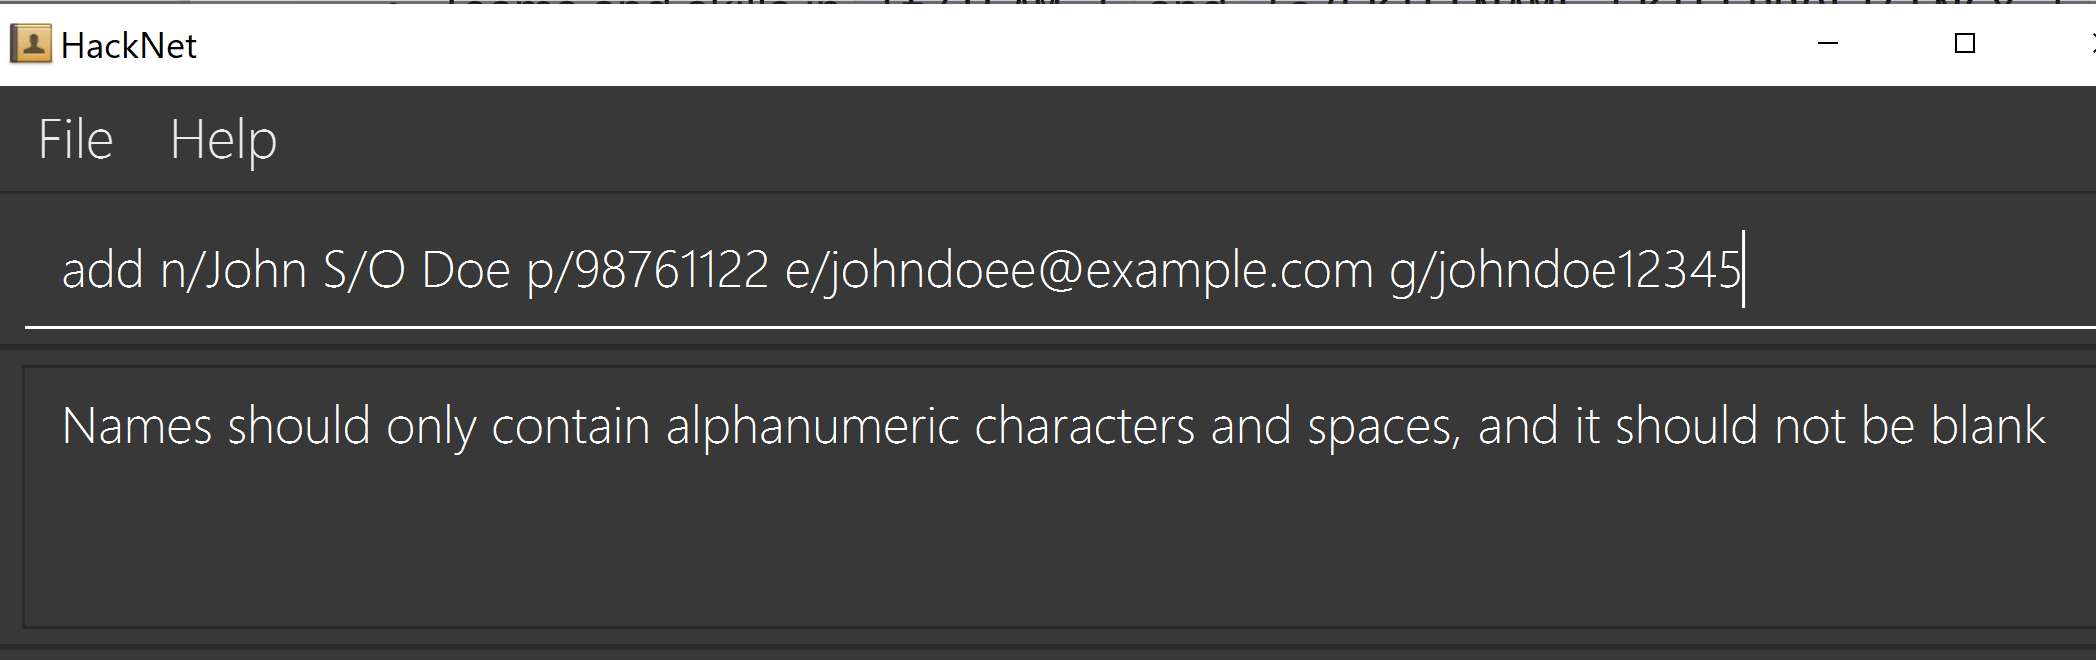 HackNet
File Help
add n/John S/O Doe p/98761122 e/johndoee@example.com g/johndoe12345
Names should only contain alphanumeric characters and spaces, and it should not be blank